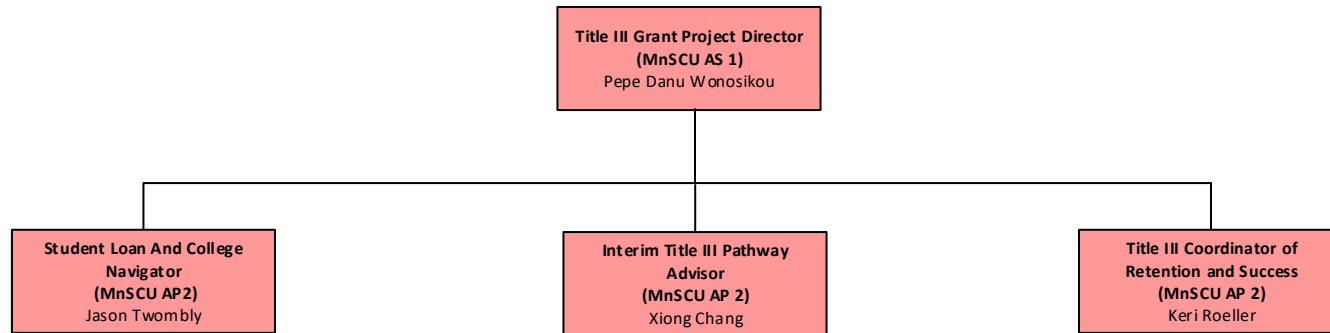 Title III Grant Project Director
(MnSCU AS 1)
Pepe Danu Wonosikou
Student Loan And College
Navigator
(MnSCU AP2)
Jason Twombly
Interim Title III Pathway
Advisor
(MnSCU AP 2)
Xiong Chang
Title III Coordinator of
Retention and Success
(MnSCU AP 2)
Keri Roeller